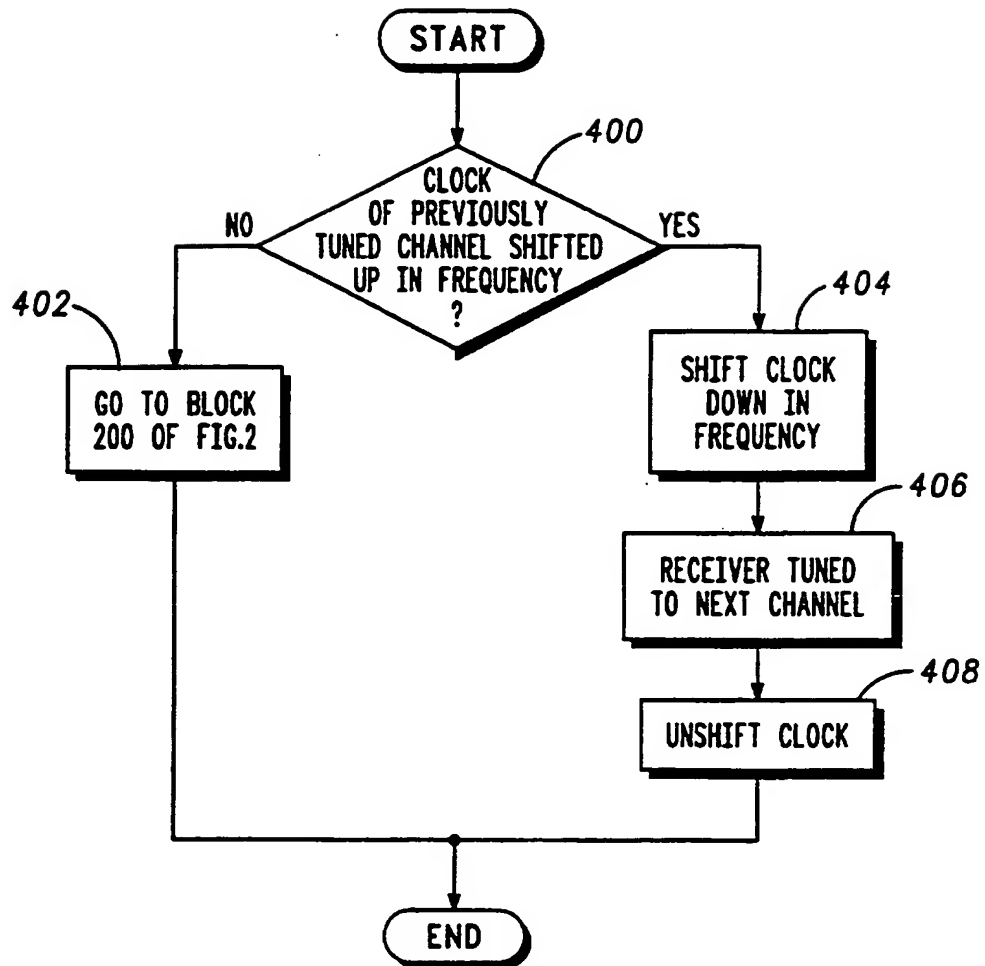 START
400
CLOCK
OF PREVIOUSLY
TUNED CHANNEL SHIFTED
UP IN FREQUENCY
?
NO
YES
402
GO TO BLOCK
200 OF FIG.2
404
SHIFT CLOCK
DOWN IN
FREQUENCY
406
RECEIVER TUNED
TO NEXT CHANNEL
408
UNSHIFT CLOCK
END